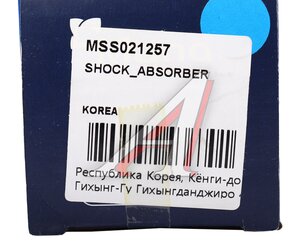 MSS021257
SHOCK_ABSORBER
KOREA
Республика Корея, Кёнги-до
Гихынг-Гу Гихынгданджиро